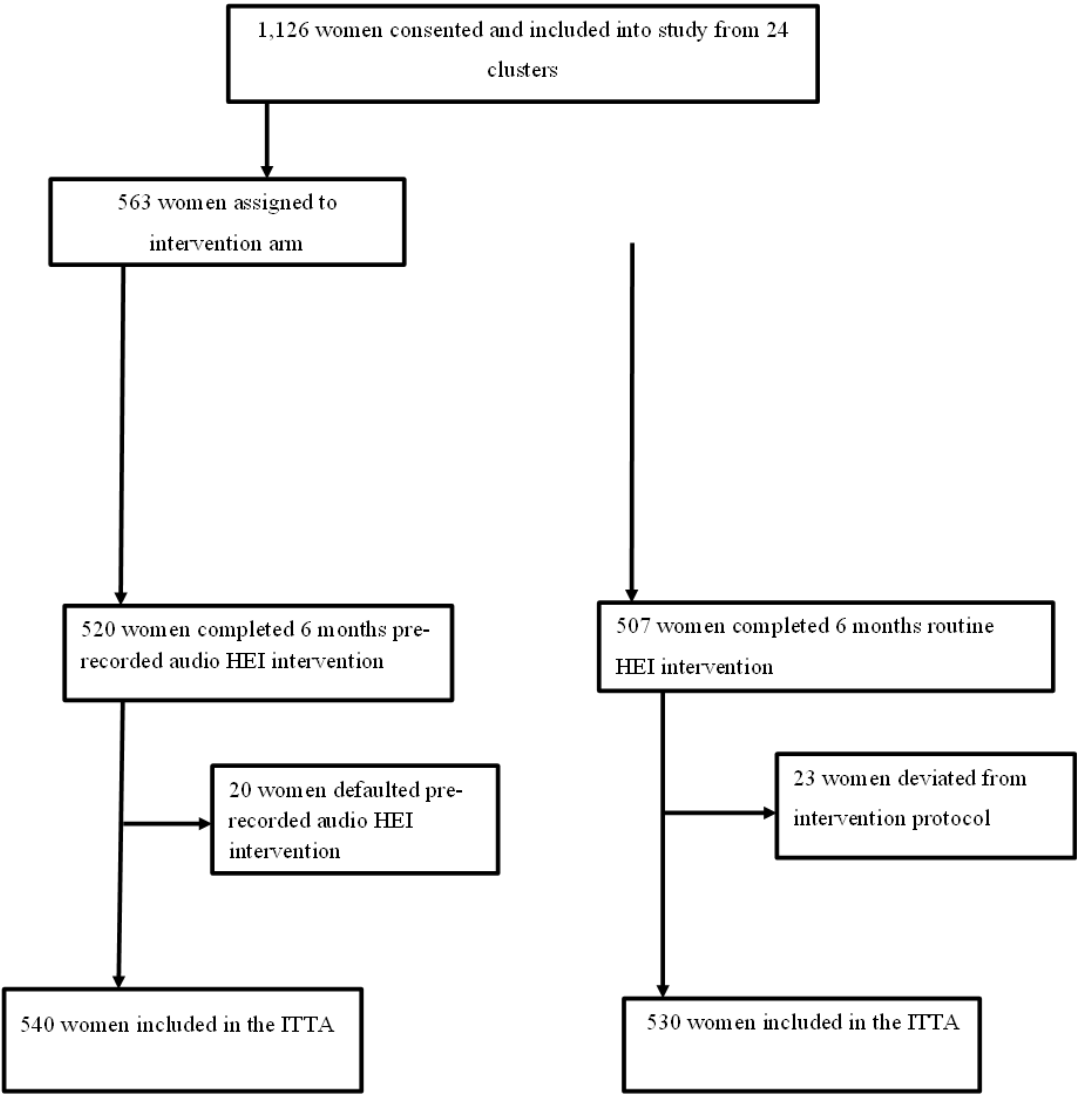 1,126 women consented and included into study from 24
clusters
563 women assigned to
intervention arm
520 women completed 6 months pre-
recorded audio HEI intervention
507 women completed 6 months routine
HEI intervention
20 women defaulted pre-
recorded audio HEI
intervention
23 women deviated from
intervention protocol
540 women included in the ITTA
530 women included in the ITTA